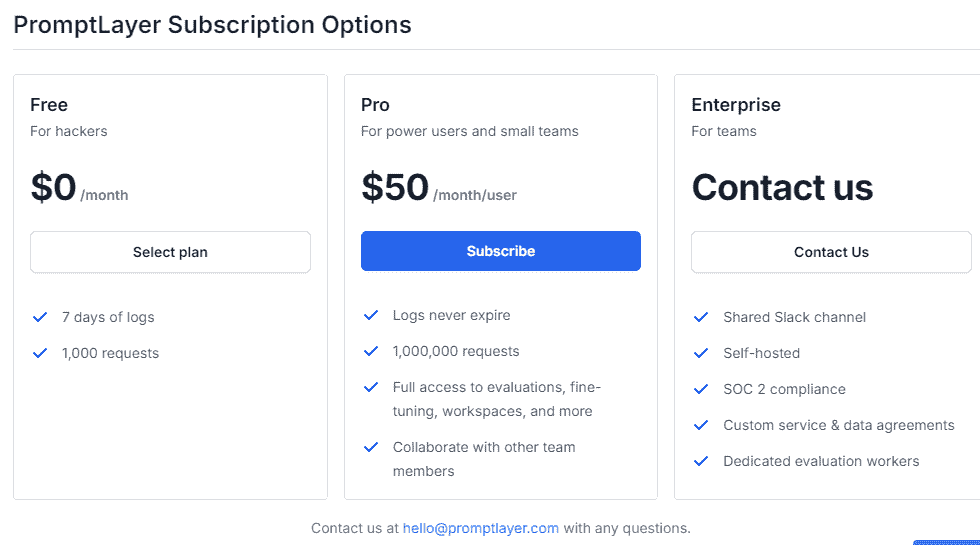 PromptLayer Subscription Options
Free
For hackers
$0 /month
Select plan
7 days of logs
1,000 requests
Pro
For power users and small teams
$50 /month/user
Subscribe
Logs never expire
1,000,000 requests
Full access to evaluations, fine-
tuning, workspaces, and more
Collaborate with other team
members
Enterprise
For teams
Contact us
Contact Us
Shared Slack channel
Self-hosted
SOC 2 compliance
Custom service & data agreements
Dedicated evaluation workers
Contact us at hello@promptlayer.com with any questions.